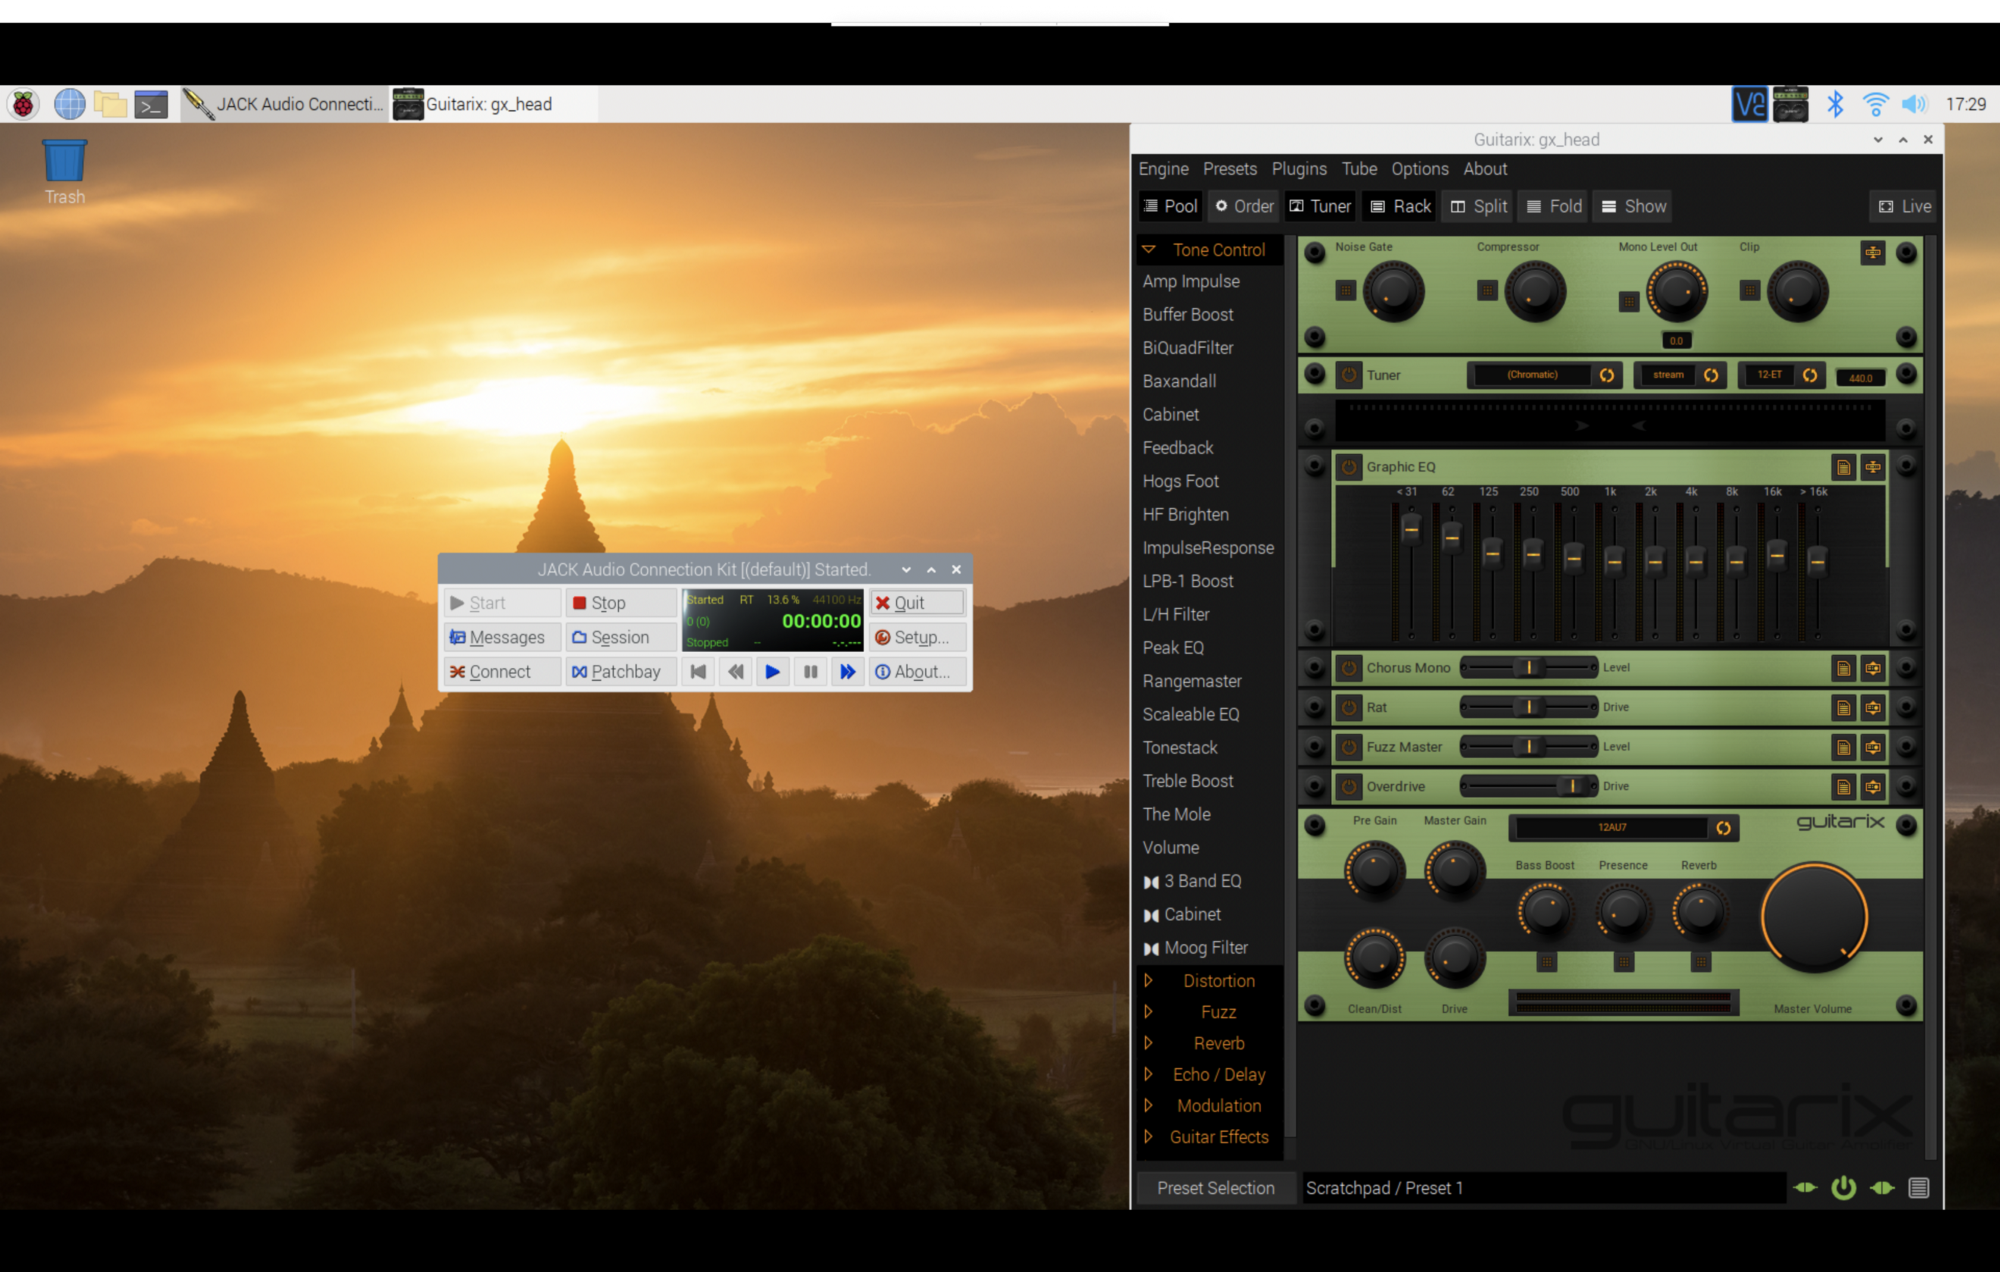 JACK Audio Connecti...
Guitarix: gx_head
17:29
Trash
Guitarix: gx_head
Engine Presets Plugins Tube Options About
Pool Order Tuner Rack Split Fold Show Live
Tone Control
Amp Impulse
Buffer Boost
BiQuadFilter
Baxandall
Cabinet
Feedback
Hogs Foot
HF Brighten
ImpulseResponse
LPB-1 Boost
L/H Filter
Peak EQ
Rangemaster
Scaleable EQ
Tonestack
Treble Boost
The Mole
Volume
3 Band EQ
Cabinet
Moog Filter
Distortion
Fuzz
Reverb
Echo / Delay
Modulation
Guitar Effects
Noise Gate Compressor Mono Level Out Clip
0.0
Tuner (Chromatic) stream 12-ET 440.0
Graphic EQ
< 31 62 125 250 500 1k 2k 4k 8k 16k > 16k
Chorus Mono Level
Rat Drive
Fuzz Master Level
Overdrive Drive
Pre Gain Master Gain 12AU7 guitarix
Bass Boost Presence Reverb
Clean/Dist Drive Master Volume
guitarix
GNU/Linux Virtual Guitar Amplifier
Preset Selection Scratchpad / Preset 1
JACK Audio Connection Kit [(default)] Started.
Start Stop Started RT 13.6 % 44100 Hz Quit
0 (0) 00:00:00
Messages Session Stopped -- -.-.--- Setup...
Connect Patchbay About...
VC